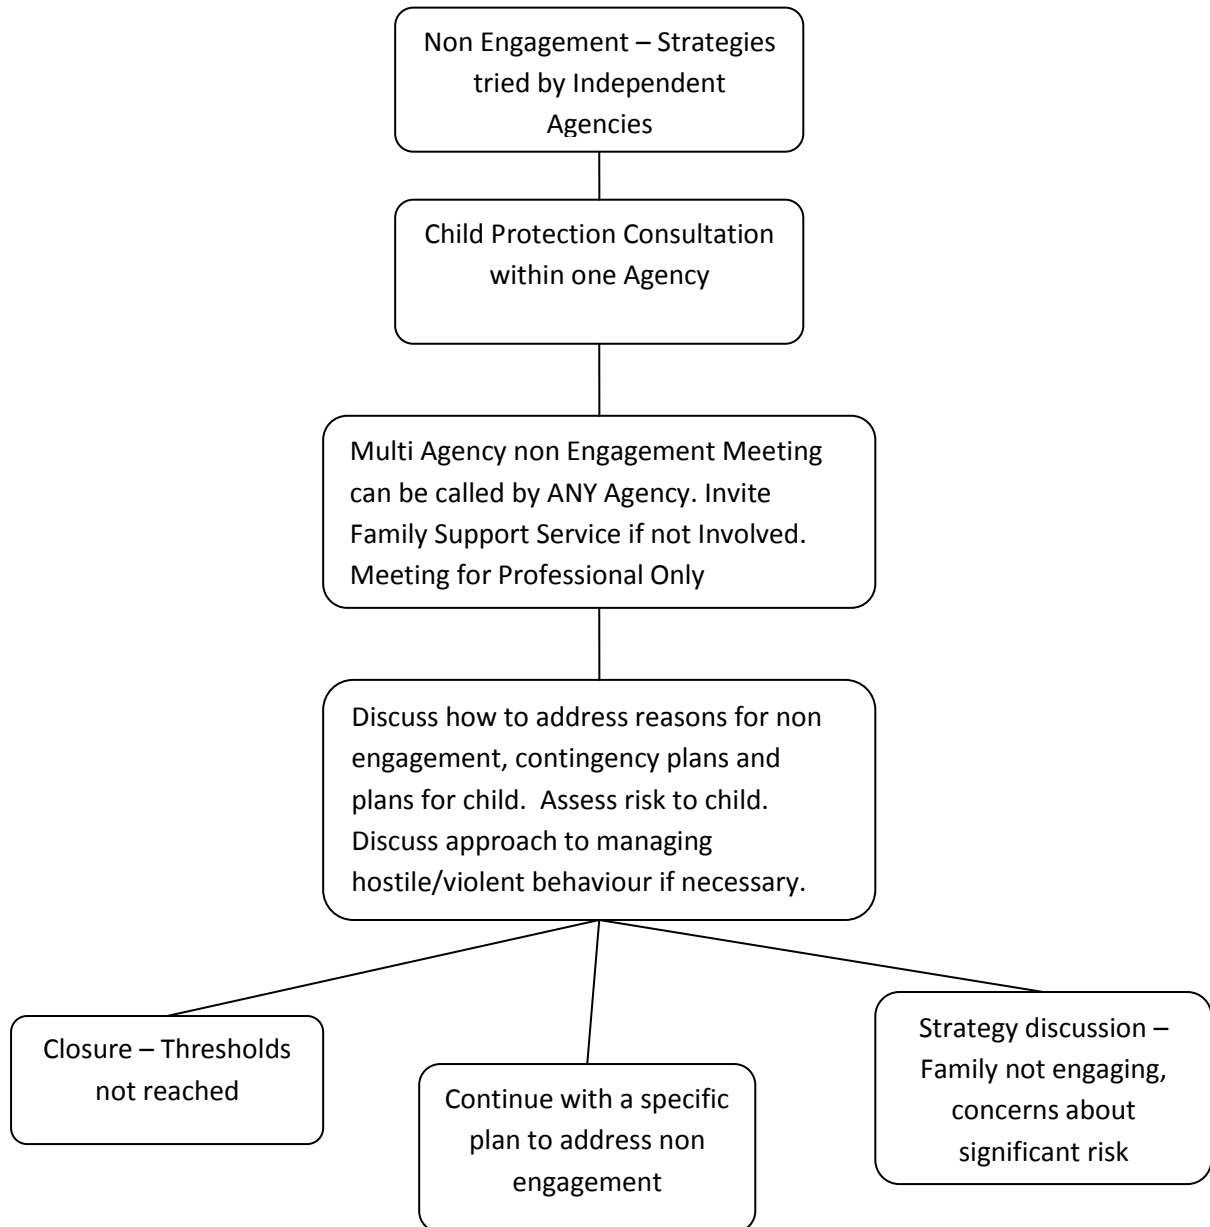 Non Engagement – Strategies
tried by Independent
Agencies
Child Protection Consultation
within one Agency
Multi Agency non Engagement Meeting
can be called by ANY Agency. Invite
Family Support Service if not Involved.
Meeting for Professional Only
Discuss how to address reasons for non
engagement, contingency plans and
plans for child.  Assess risk to child.
Discuss approach to managing
hostile/violent behaviour if necessary.
Closure – Thresholds
not reached
Continue with a specific
plan to address non
engagement
Strategy discussion –
Family not engaging,
concerns about
significant risk